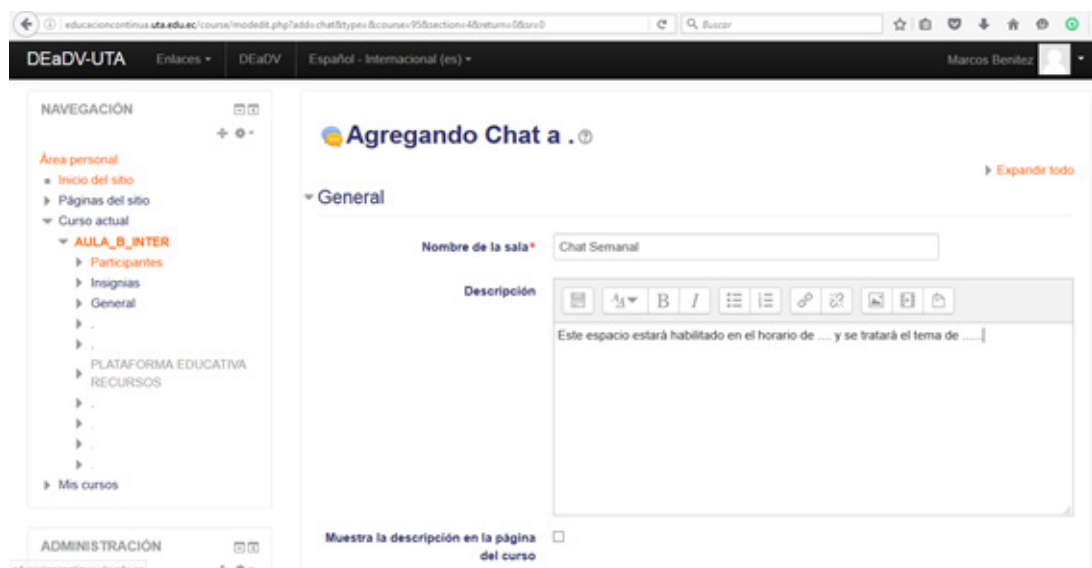 educacioncontinua.uta.edu.ec/course/modedit.php?add=chat&type=&course=95&section=4&return=0&sr=0
Buscar
DEaDV-UTA Enlaces DEaDV Español - Internacional (es) Marcos Benitez
NAVEGACIÓN
Área personal
Inicio del sitio
Páginas del sitio
Curso actual
AULA_B_INTER
Participantes
Insignias
General
.
.
PLATAFORMA EDUCATIVA
RECURSOS
.
.
.
.
Mis cursos
ADMINISTRACIÓN
Agregando Chat a .
Expandir todo
General
Nombre de la sala* Chat Semanal
Descripción
Este espacio estará habilitado en el horario de .... y se tratará el tema de ......
Muestra la descripción en la página
del curso